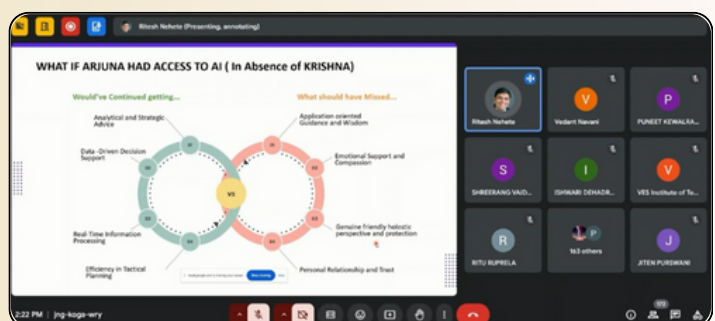 Ritesh Nehete (Presenting, annotating)
WHAT IF ARJUNA HAD ACCESS TO AI ( In Absence of KRISHNA)
Would've Continued getting...
What should have Missed...
Analytical and Strategic
Advice
Application oriented
Guidance and Wisdom
Data -Driven Decision
Support
Emotional Support and
Compassion
VS
Real-Time Information
Processing
Genuine friendly holostic
perspective and protection
Efficiency in Tactical
Planning
Personal Relationship and Trust
Ritesh Nehete
V
Vedant Navani
P
PUNEET KEWALRA...
S
SHREERANG VAID...
I
ISHWARI DEHADR...
V
VES Institute of Te...
R
RITU RUPRELA
P
163 others
J
JITEN PURSWANI
2:22 PM | jng-koga-wry